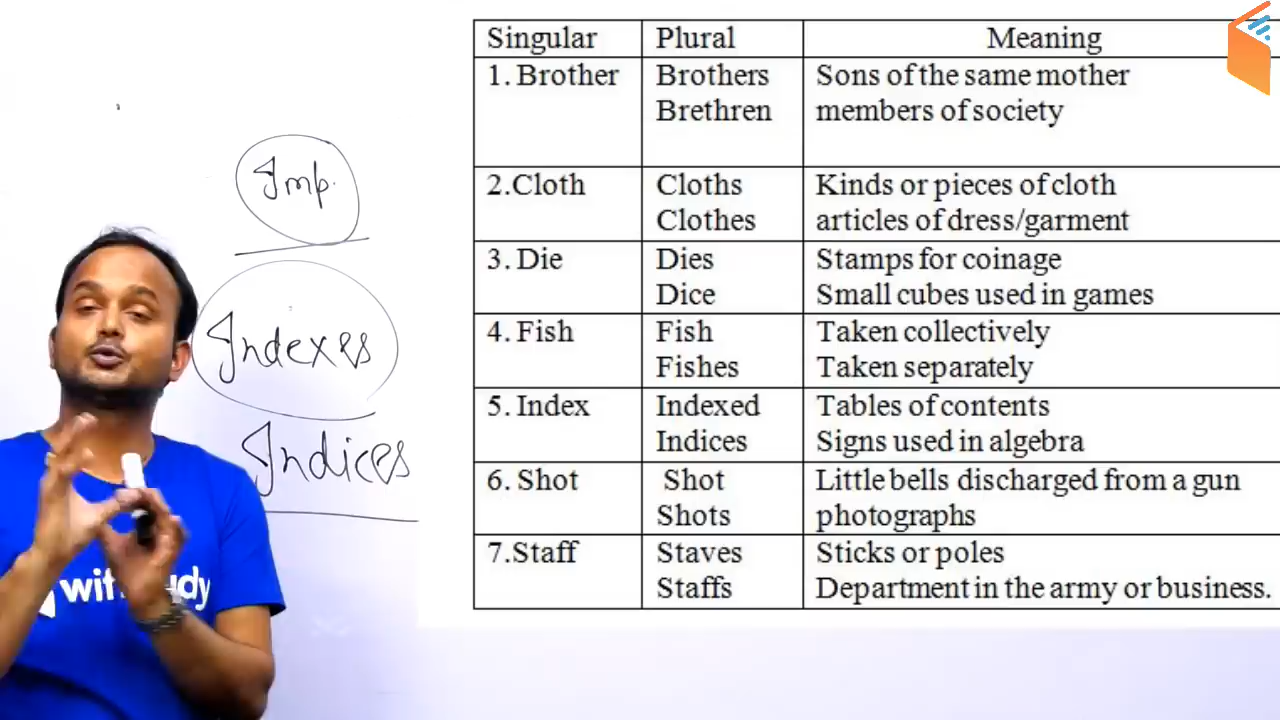 Imp.
Indexes
Indices
Singular Plural Meaning
1. Brother Brothers Sons of the same mother
Brethren members of society
2.Cloth Cloths Kinds or pieces of cloth
Clothes articles of dress/garment
3. Die Dies Stamps for coinage
Dice Small cubes used in games
4. Fish Fish Taken collectively
Fishes Taken separately
5. Index Indexed Tables of contents
Indices Signs used in algebra
6. Shot Shot Little bells discharged from a gun
Shots photographs
7.Staff Staves Sticks or poles
Staffs Department in the army or business.